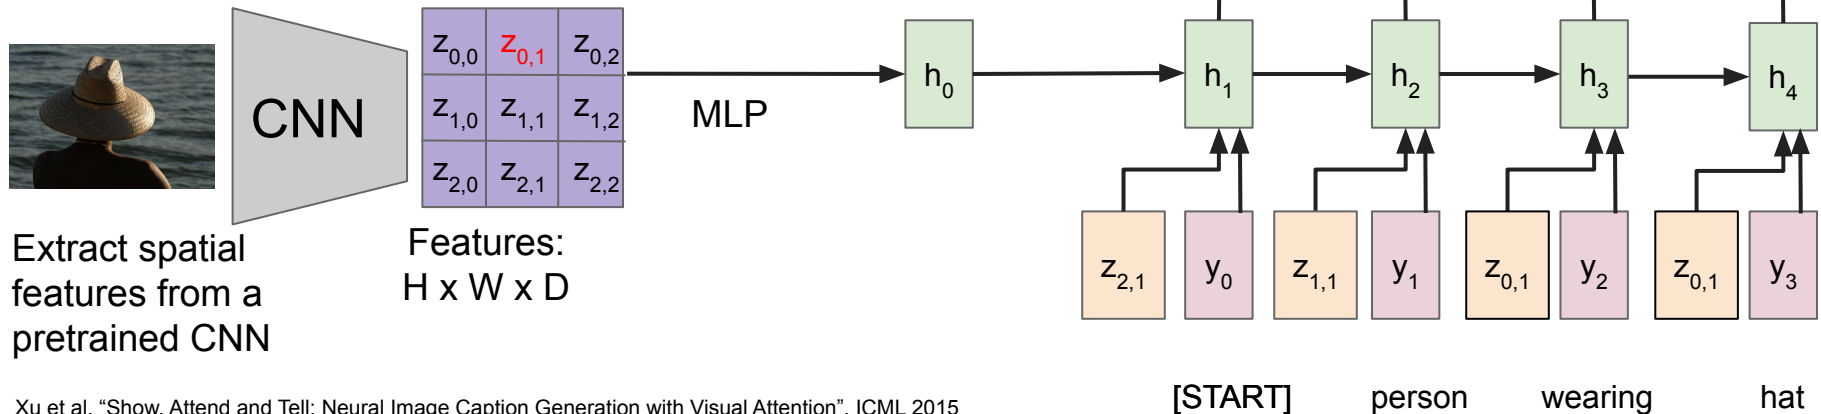 CNN
z0,0 z0,1 z0,2
z1,0 z1,1 z1,2
z2,0 z2,1 z2,2
MLP
h0
h1
h2
h3
h4
Extract spatial
features from a
pretrained CNN
Features:
H x W x D
z2,1 y0 z1,1 y1 z0,1 y2 z0,1 y3
[START] person wearing hat
Xu et al, “Show, Attend and Tell: Neural Image Caption Generation with Visual Attention”, ICML 2015